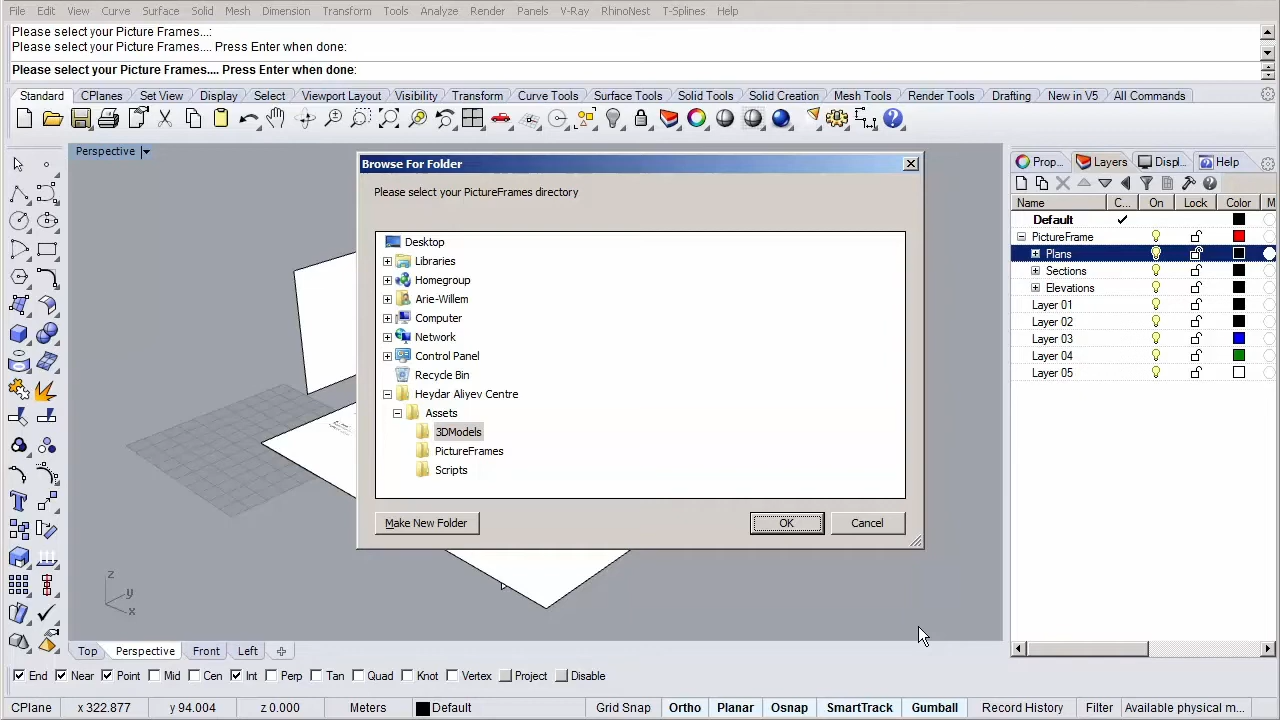 File Edit View Curve Surface Solid Mesh Dimension Transform Tools Analyze Render Panels V-Ray RhinoNest T-Splines Help
Please select your Picture Frames...:
Please select your Picture Frames.... Press Enter when done:
Please select your Picture Frames.... Press Enter when done:
Standard CPlanes Set View Display Select Viewport Layout Visibility Transform Curve Tools Surface Tools Solid Tools Solid Creation Mesh Tools Render Tools Drafting New in V5 All Commands
Perspective
Browse For Folder
Please select your PictureFrames directory
Desktop
Libraries
Homegroup
Arie-Willem
Computer
Network
Control Panel
Recycle Bin
Heydar Aliyev Centre
Assets
3DModels
PictureFrames
Scripts
Make New Folder OK Cancel
Prop... Layers Displ... Help
Name C... On Lock Color M
Default
PictureFrame
Plans
Sections
Elevations
Layer 01
Layer 02
Layer 03
Layer 04
Layer 05
z
y
x
Top Perspective Front Left
End Near Point Mid Cen Int Perp Tan Quad Knot Vertex Project Disable
CPlane x 322.877 y 94.004 z 0.000 Meters Default Grid Snap Ortho Planar Osnap SmartTrack Gumball Record History Filter Available physical m...